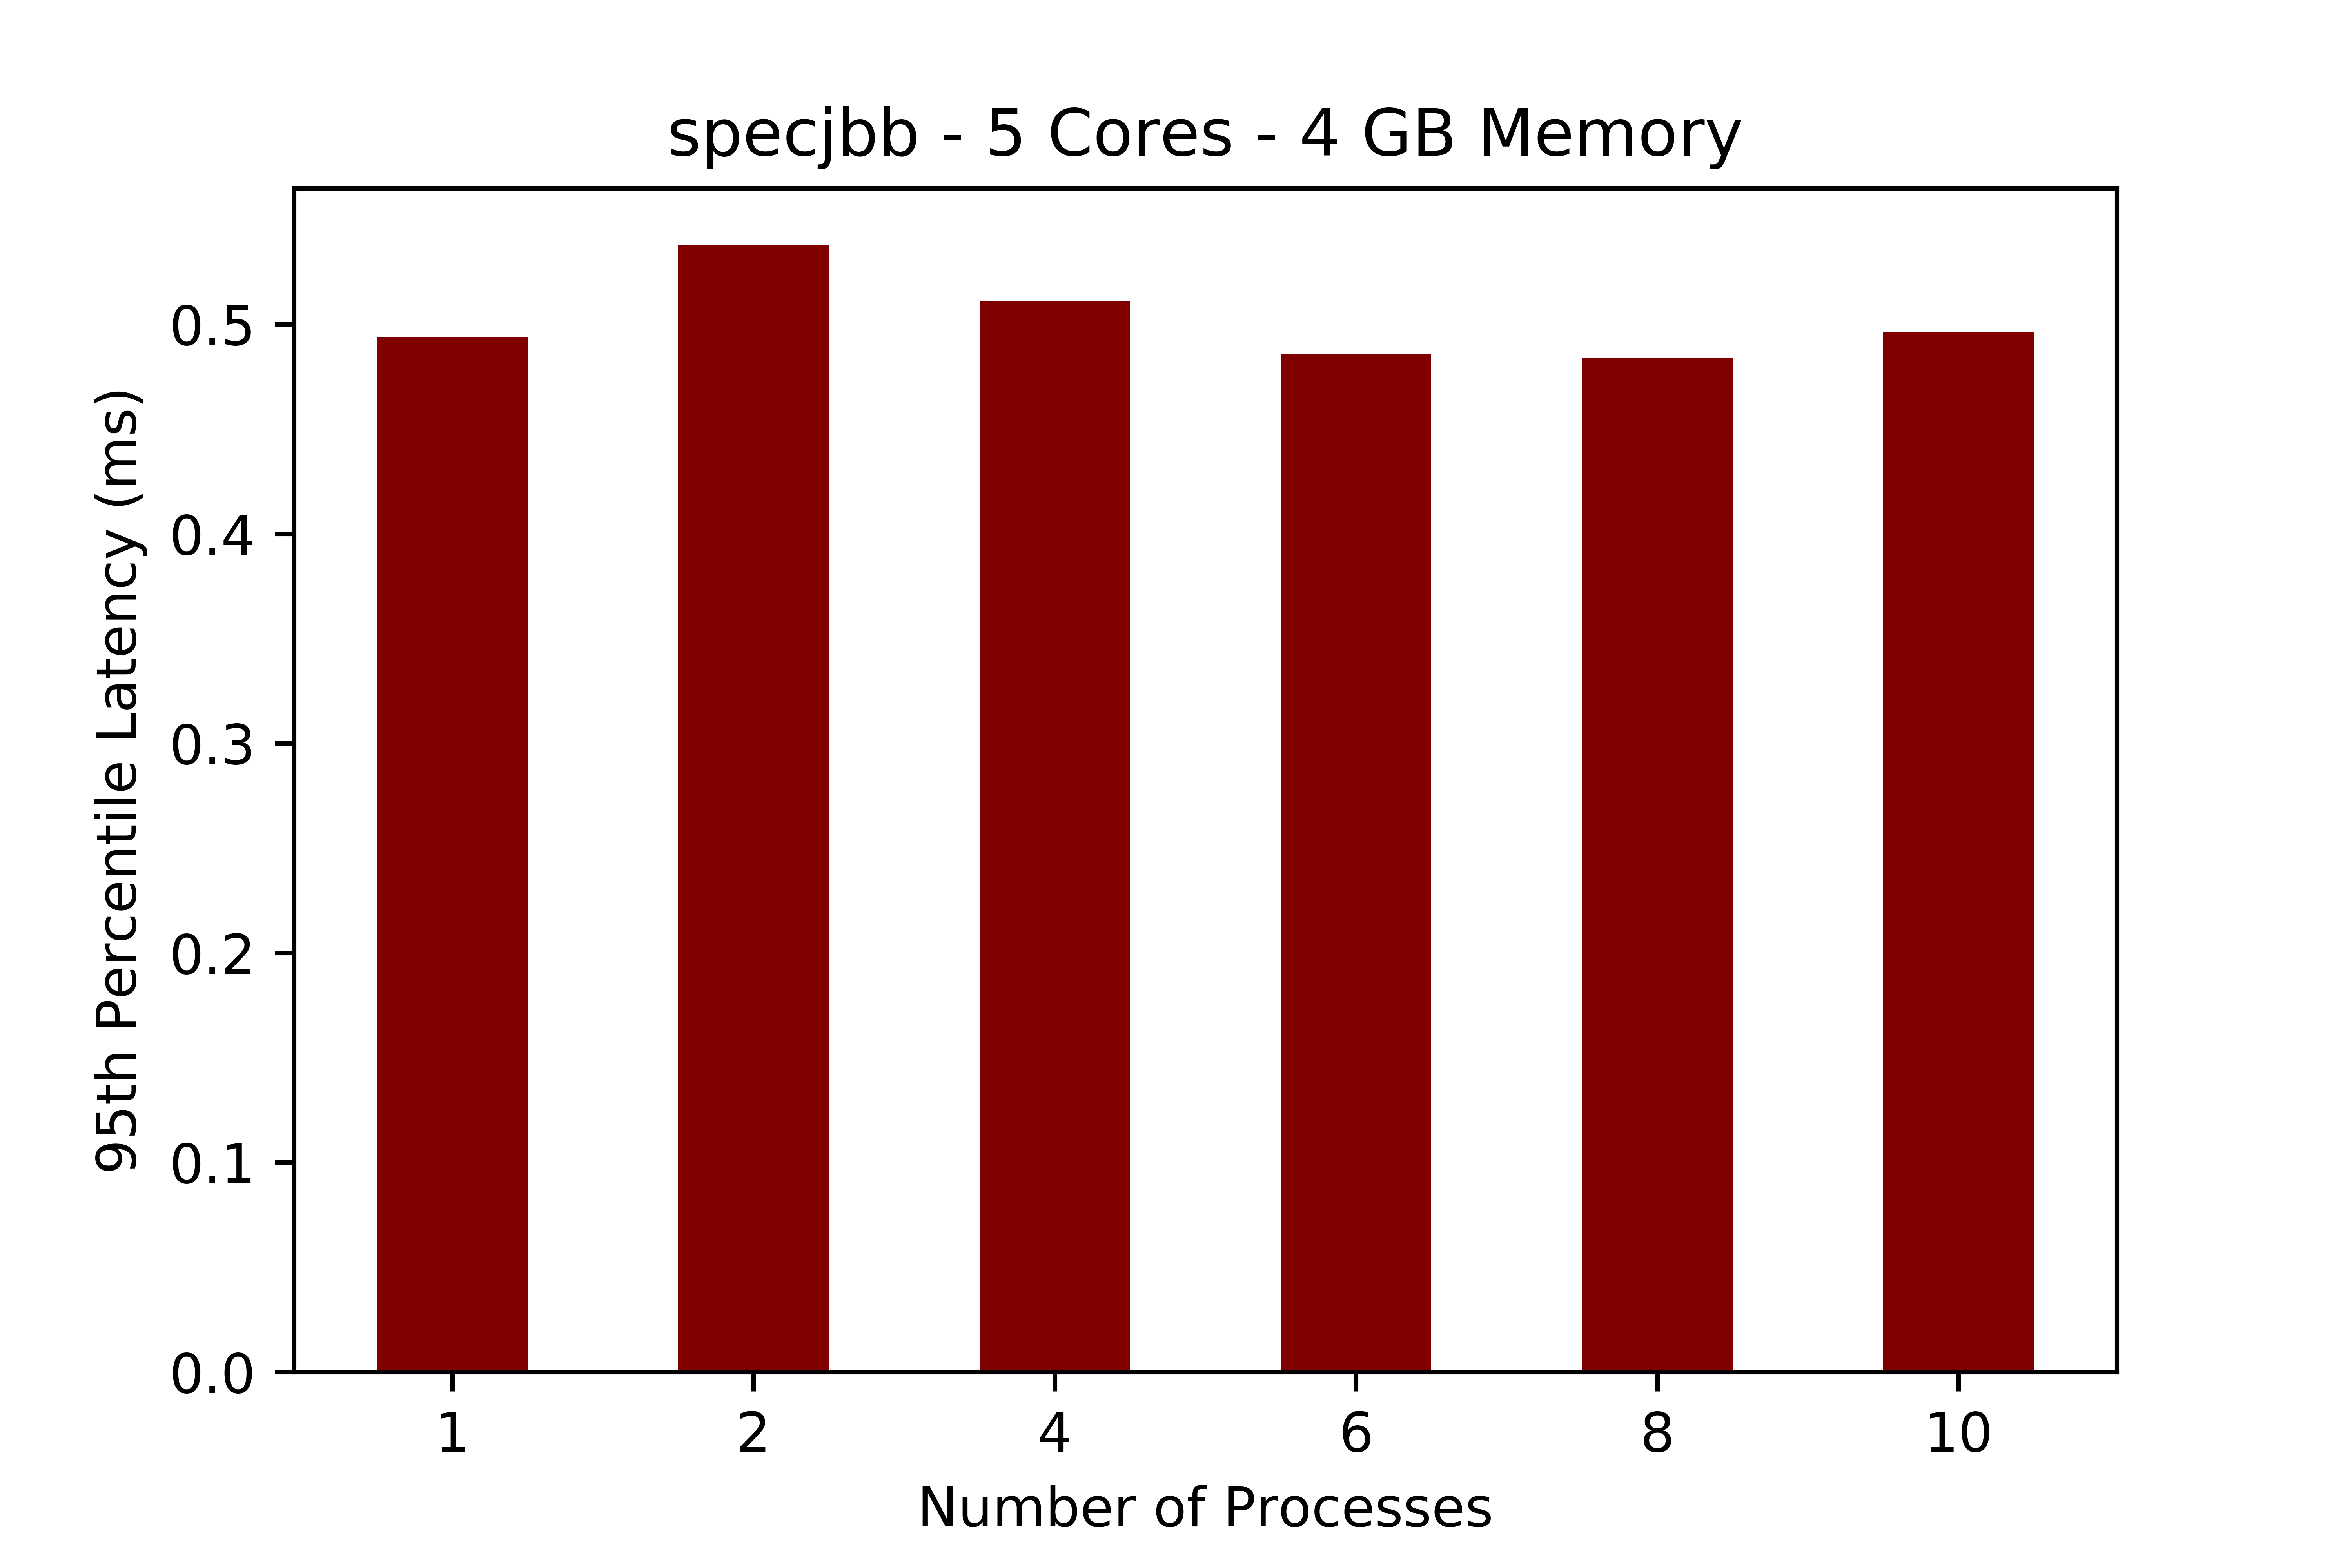 specjbb - 5 Cores - 4 GB Memory
95th Percentile Latency (ms)
0.5
0.4
0.3
0.2
0.1
0.0
1 2 4 6 8 10
Number of Processes